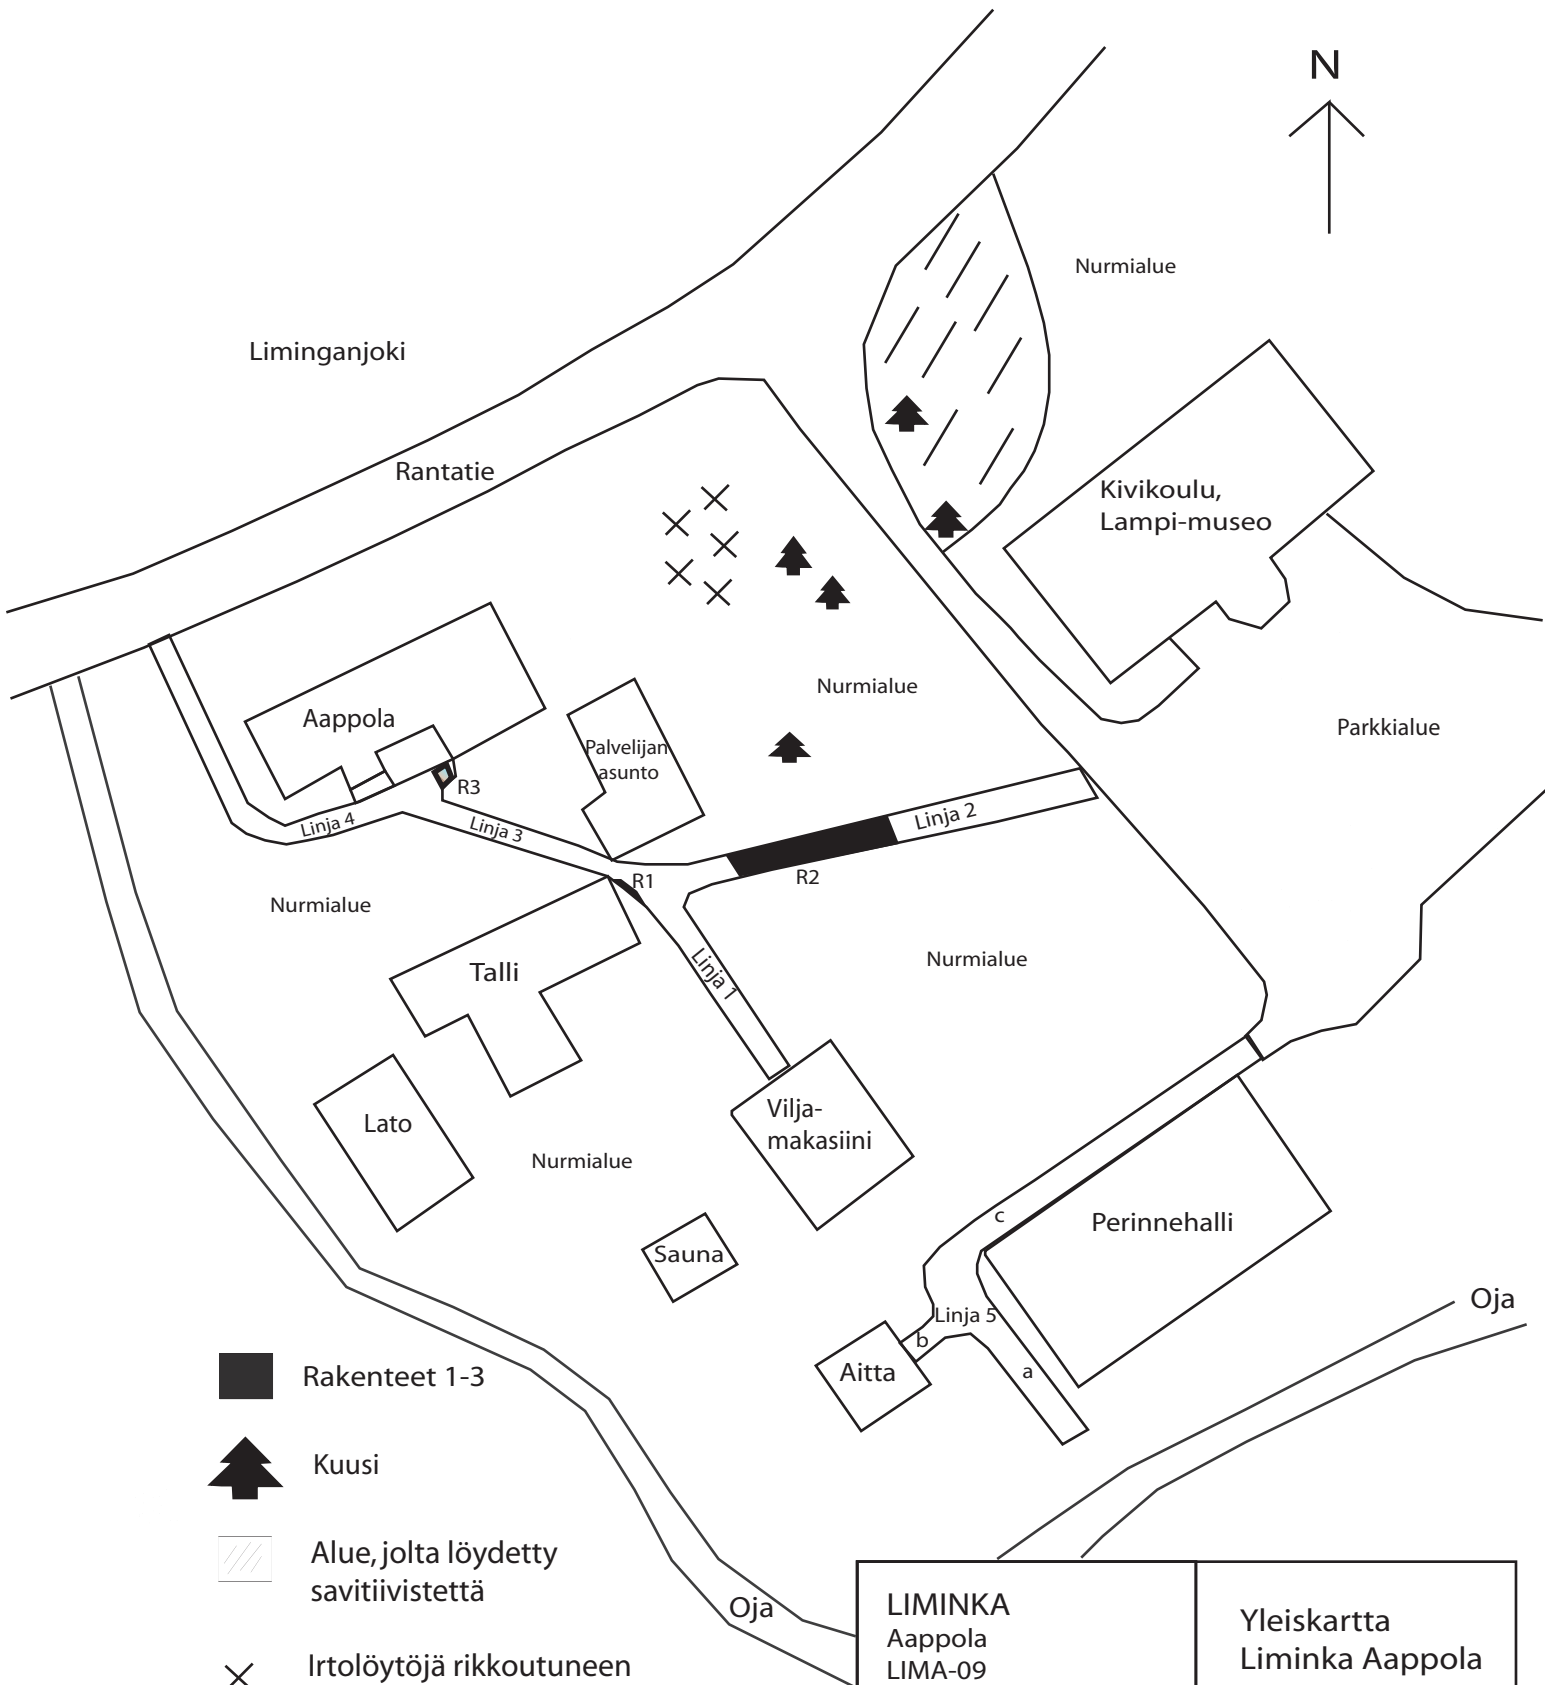 N
Nurmialue
Liminganjoki
Rantatie
Kivikoulu,
Lampi-museo
Nurmialue
Aappola
Parkkialue
Palvelijan
asunto
R3
Linja 4
Linja 3
Linja 2
R1
R2
Nurmialue
Talli
Linja 1
Nurmialue
Lato
Vilja-
makasiini
Nurmialue
c
Perinnehalli
Sauna
Linja 5
Oja
b
a
Aitta
Rakenteet 1-3
Kuusi
Alue, jolta löydetty
savitiivistettä
Oja
Irtolöytöjä rikkoutuneen
LIMINKA
Aappola
LIMA-09
Yleiskartta
Liminka Aappola